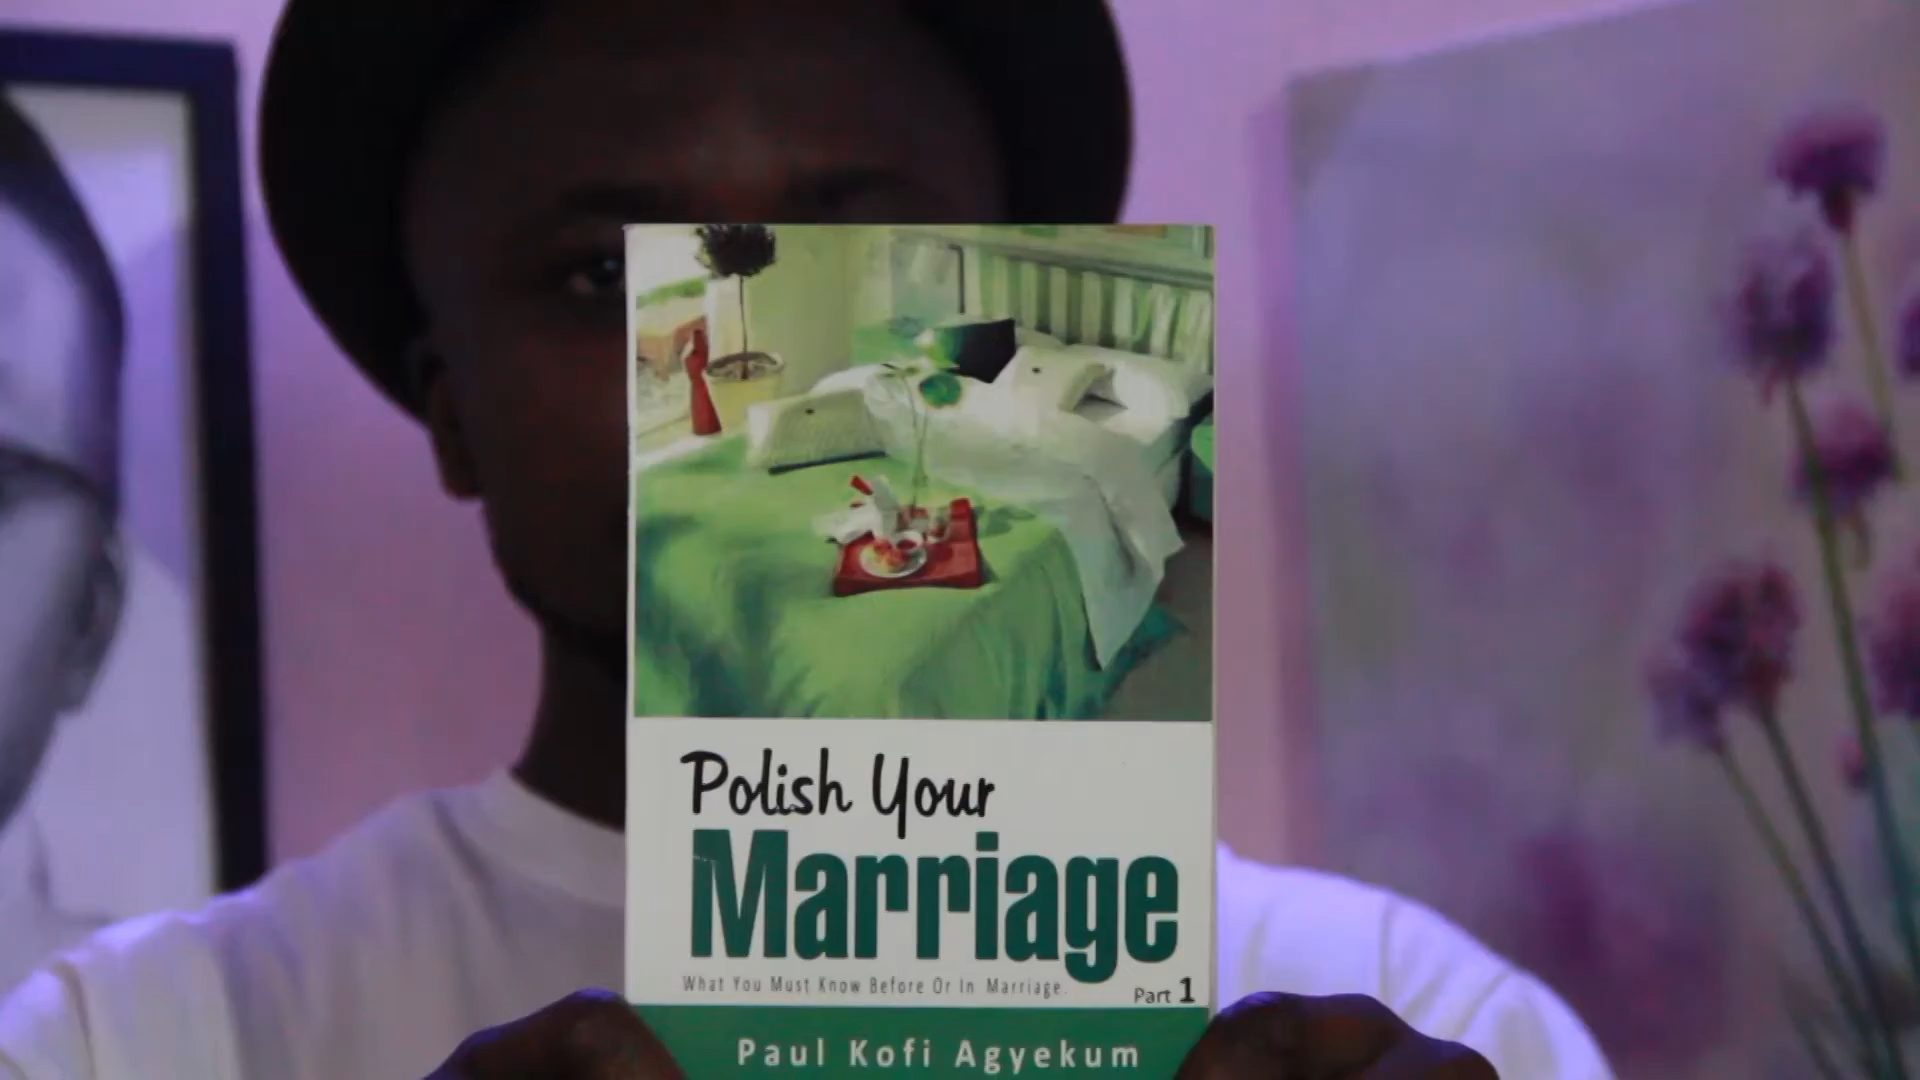 Polish Your
Marriage
What You Must Know Before Or In Marriage.
Part 1
Paul Kofi Agyekum